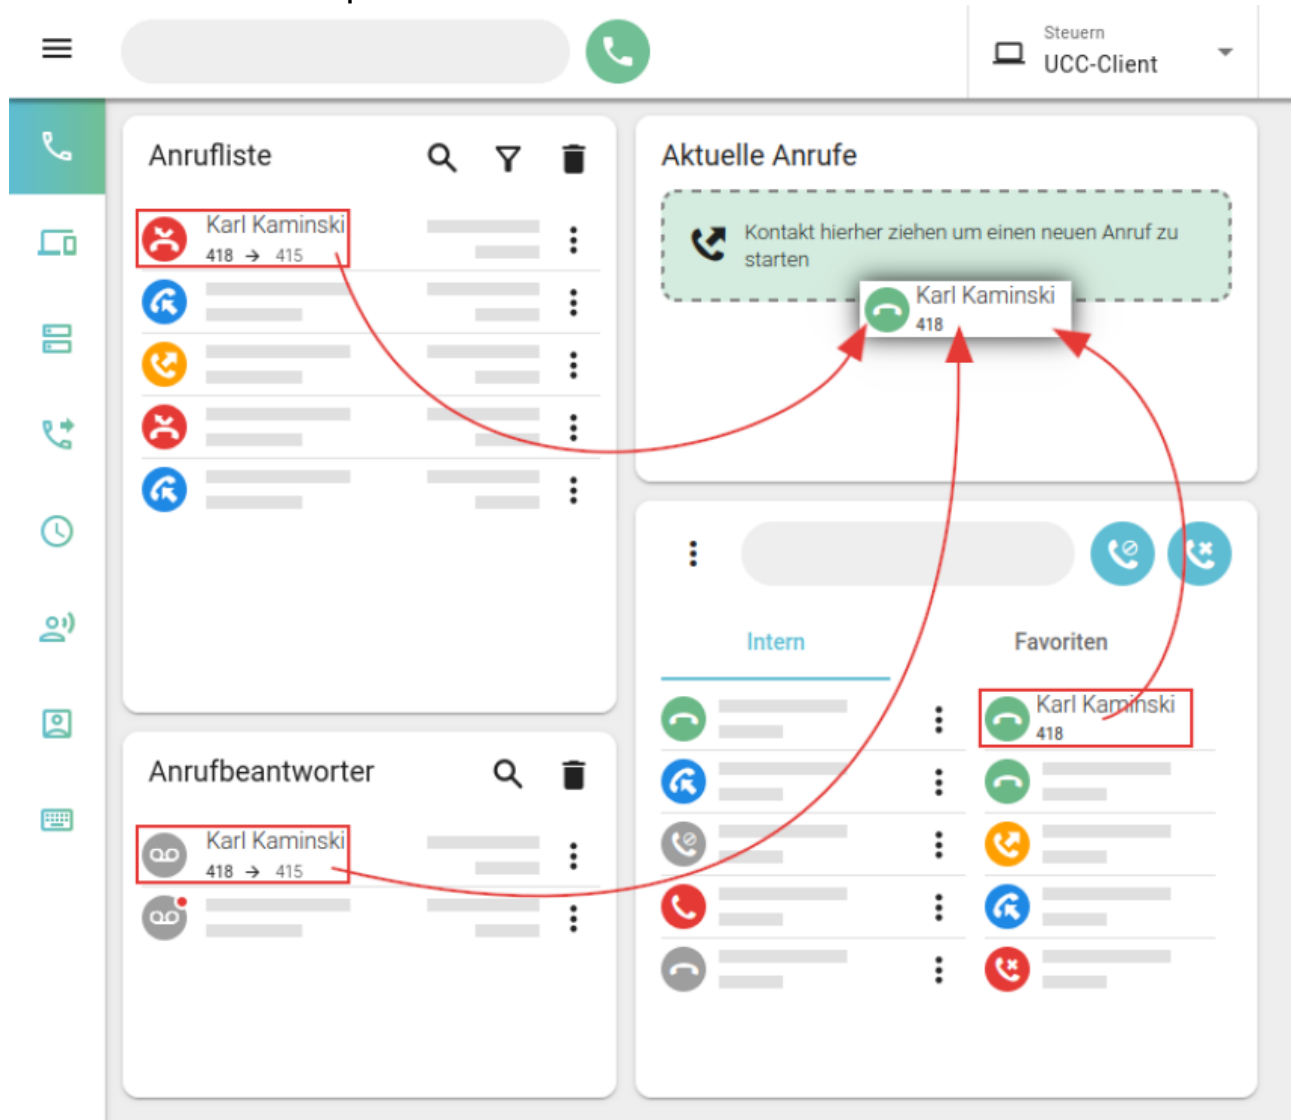 Steuern
UCC-Client
Anrufliste
Karl Kaminski
418 → 415
Aktuelle Anrufe
Kontakt hierher ziehen um einen neuen Anruf zu
starten
Karl Kaminski
418
Intern
Favoriten
Karl Kaminski
418
Anrufbeantworter
Karl Kaminski
418 → 415